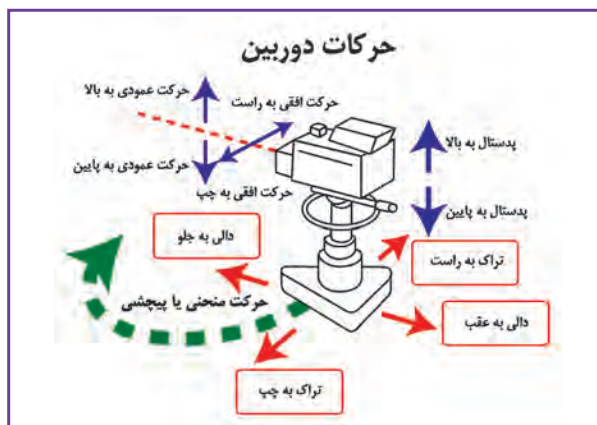 حرکات دوربین
حرکت عمودی به بالا
حرکت افقی به راست
پدستال به بالا
حرکت عمودی به پایین
حرکت افقی به چپ
پدستال به پایین
دالی به جلو
تراک به راست
حرکت منحنی یا پیچشی
دالی به عقب
تراک به چپ